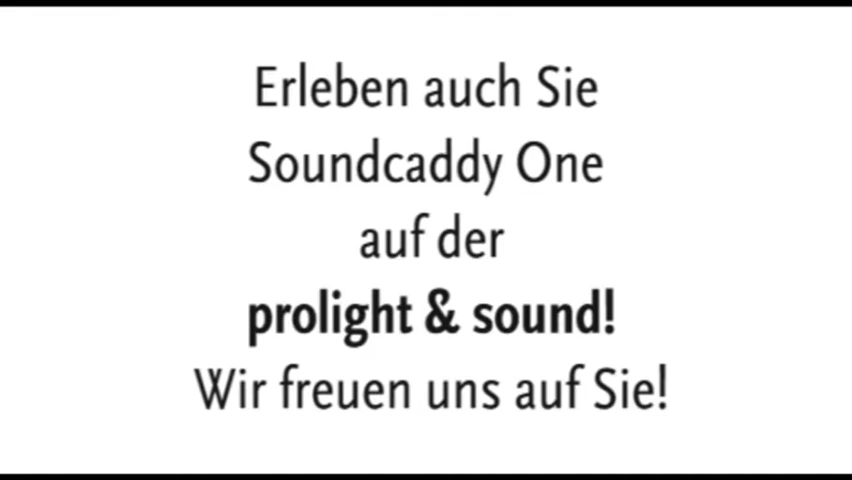 Erleben auch Sie
Soundcaddy One
auf der
prolight & sound!
Wir freuen uns auf Sie!